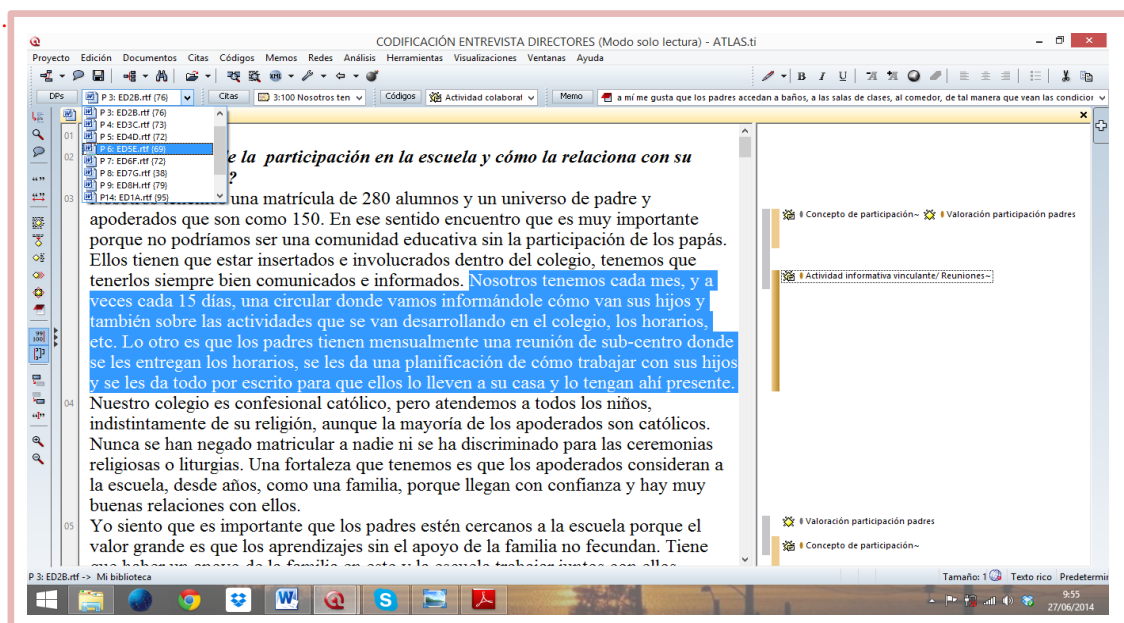 CODIFICACIÓN ENTREVISTA DIRECTORES (Modo solo lectura) - ATLAS.ti
Proyecto Edición Documentos Citas Códigos Memos Redes Análisis Herramientas Visualizaciones Ventanas Ayuda
B I U
DPs P 3: ED2B.rtf {76} Citas 3:100 Nosotros ten Códigos Actividad colaborat Memo a mí me gusta que los padres accedan a baños, a las salas de clases, al comedor, de tal manera que vean las condicior
P 3: ED2B.rtf {76}
P 4: ED3C.rtf {73}
P 5: ED4D.rtf {72}
P 6: ED5E.rtf {69}
P 7: ED6F.rtf {72}
P 8: ED7G.rtf {38}
P 9: ED8H.rtf {79}
P14: ED1A.rtf {95}
01
02 e la participación en la escuela y cómo la relaciona con su
?
03 una matrícula de 280 alumnos y un universo de padre y
apoderados que son como 150. En ese sentido encuentro que es muy importante
porque no podríamos ser una comunidad educativa sin la participación de los papás.
Ellos tienen que estar insertados e involucrados dentro del colegio, tenemos que
tenerlos siempre bien comunicados e informados. Nosotros tenemos cada mes, y a
veces cada 15 días, una circular donde vamos informándole cómo van sus hijos y
también sobre las actividades que se van desarrollando en el colegio, los horarios,
etc. Lo otro es que los padres tienen mensualmente una reunión de sub-centro donde
se les entregan los horarios, se les da una planificación de cómo trabajar con sus hijos
y se les da todo por escrito para que ellos lo lleven a su casa y lo tengan ahí presente.
04 Nuestro colegio es confesional católico, pero atendemos a todos los niños,
indistintamente de su religión, aunque la mayoría de los apoderados son católicos.
Nunca se han negado matricular a nadie ni se ha discriminado para las ceremonias
religiosas o liturgias. Una fortaleza que tenemos es que los apoderados consideran a
la escuela, desde años, como una familia, porque llegan con confianza y hay muy
buenas relaciones con ellos.
05 Yo siento que es importante que los padres estén cercanos a la escuela porque el
valor grande es que los aprendizajes sin el apoyo de la familia no fecundan. Tiene
que haber un apoyo de la familia en esto y la escuela trabajar juntos con ellos
Concepto de participación~ Valoración participación padres
Actividad informativa vinculante/ Reuniones~
Valoración participación padres
Concepto de participación~
P 3: ED2B.rtf -> Mi biblioteca Tamaño: 1 Texto rico Predetermi
9:55
27/06/2014